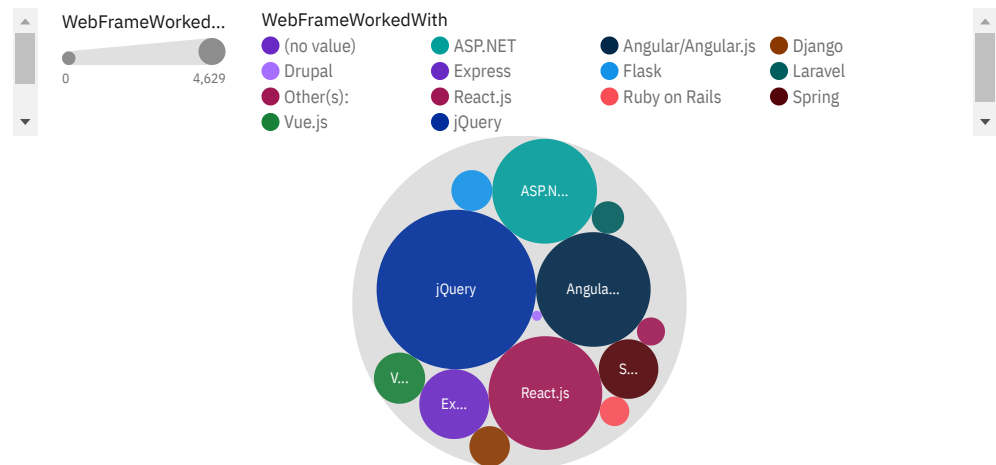 WebFrameWorked...
0 4,629
WebFrameWorkedWith
(no value) ASP.NET Angular/Angular.js Django
Drupal Express Flask Laravel
Other(s): React.js Ruby on Rails Spring
Vue.js jQuery
ASP.N...
jQuery Angula...
S...
V...
React.js
Ex...